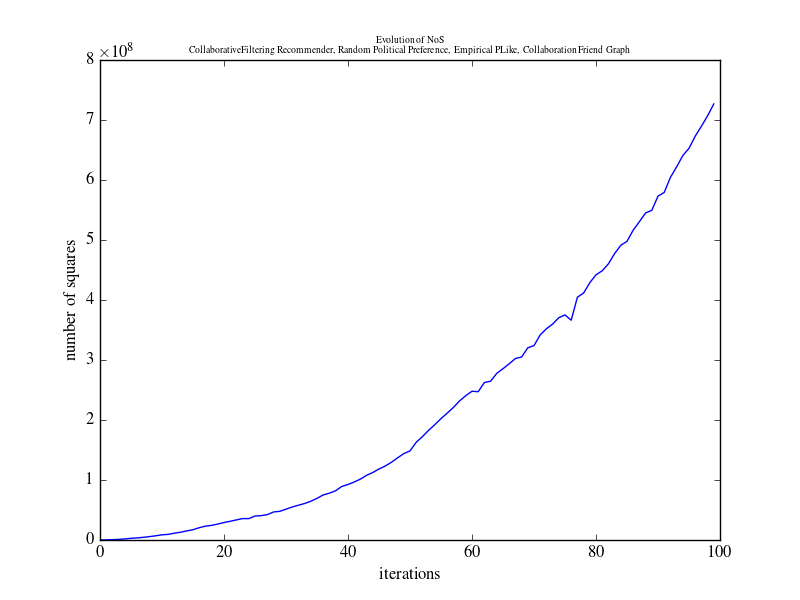 Evolution of NoS
CollaborativeFiltering Recommender, Random Political Preference, Empirical PLike, CollaborationFriend Graph
8 ×10⁸
7
6
5
4
3
2
1
0
number of squares
0 20 40 60 80 100
iterations